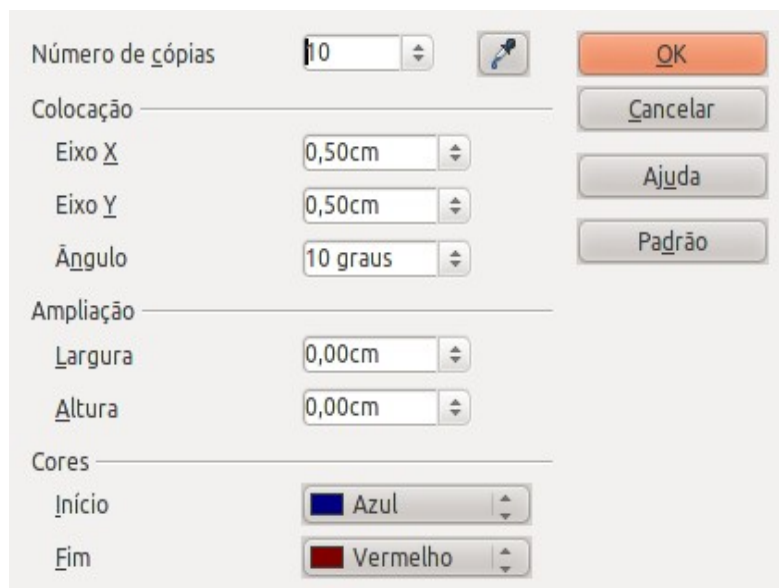 Número de cópias 10 OK
Colocação Cancelar
Eixo X 0,50cm Ajuda
Eixo Y 0,50cm
Padrão
Ângulo 10 graus
Ampliação
Largura 0,00cm
Altura 0,00cm
Cores
Início Azul
Fim Vermelho